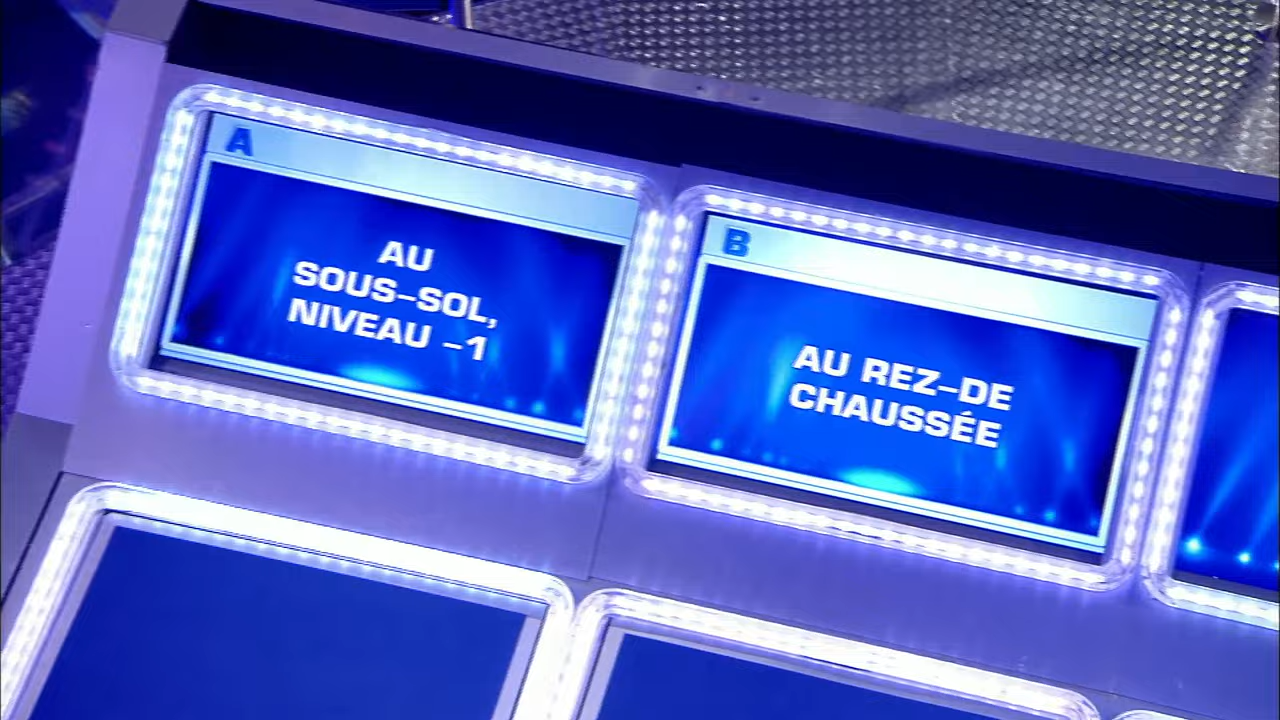 A
AU
SOUS-SOL,
NIVEAU -1
B
AU REZ-DE
CHAUSSÉE